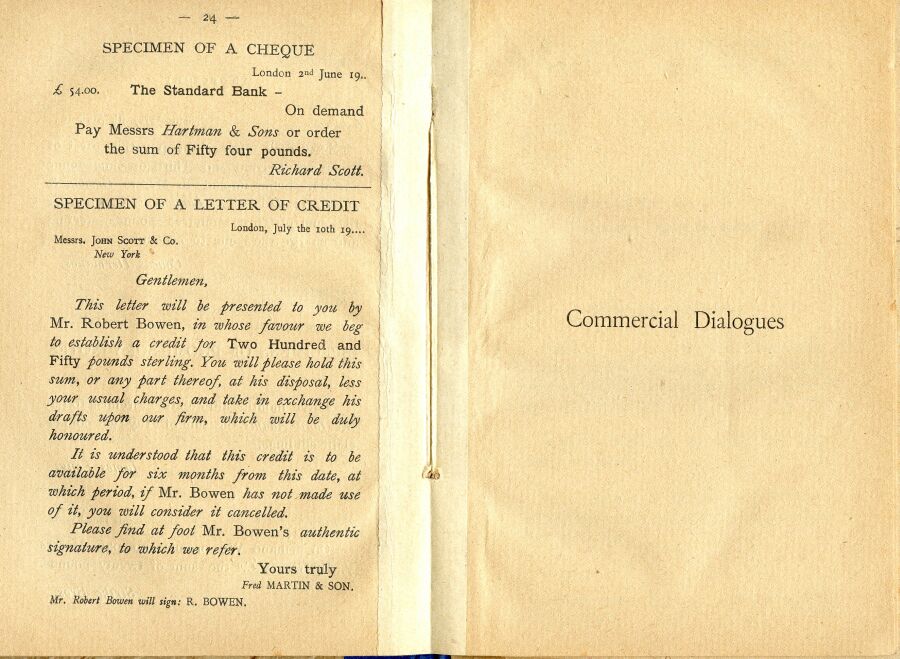 — 24 —
SPECIMEN OF A CHEQUE
London 2nd June 19..
£ 54.00. The Standard Bank –
On demand
Pay Messrs Hartman & Sons or order
the sum of Fifty four pounds.
Richard Scott.
SPECIMEN OF A LETTER OF CREDIT
London, July the 10th 19....
Messrs. JOHN SCOTT & Co.
New York
Gentlemen,
This letter will be presented to you by
Mr. Robert Bowen, in whose favour we beg
to establish a credit for Two Hundred and
Fifty pounds sterling. You will please hold this
sum, or any part thereof, at his disposal, less
your usual charges, and take in exchange his
drafts upon our firm, which will be duly
honoured.
It is understood that this credit is to be
available for six months from this date, at
which period, if Mr. Bowen has not made use
of it, you will consider it cancelled.
Please find at foot Mr. Bowen's authentic
signature, to which we refer.
Yours truly
Fred MARTIN & SON.
Mr. Robert Bowen will sign: R. BOWEN.
Commercial Dialogues